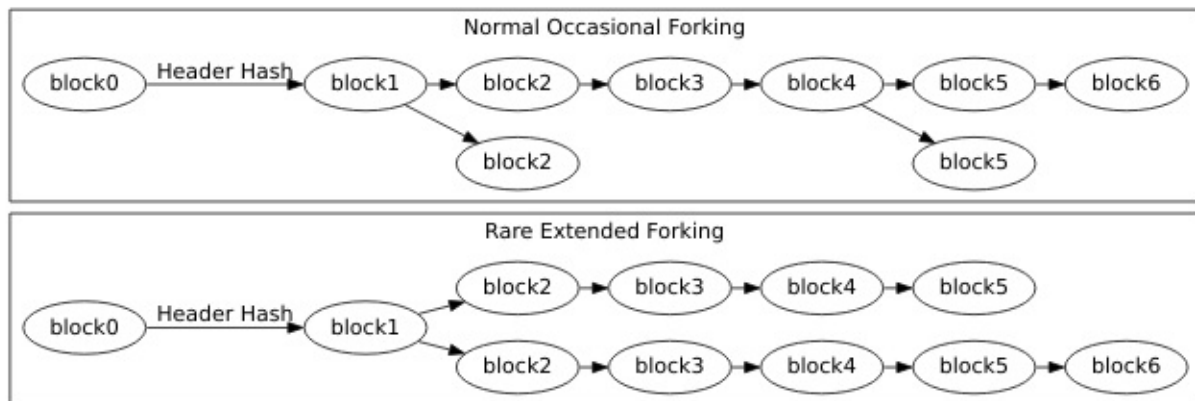 Normal Occasional Forking
block0 Header Hash block1 block2 block3 block4 block5 block6
block2 block5
Rare Extended Forking
block2 block3 block4 block5
block0 Header Hash block1
block2 block3 block4 block5 block6